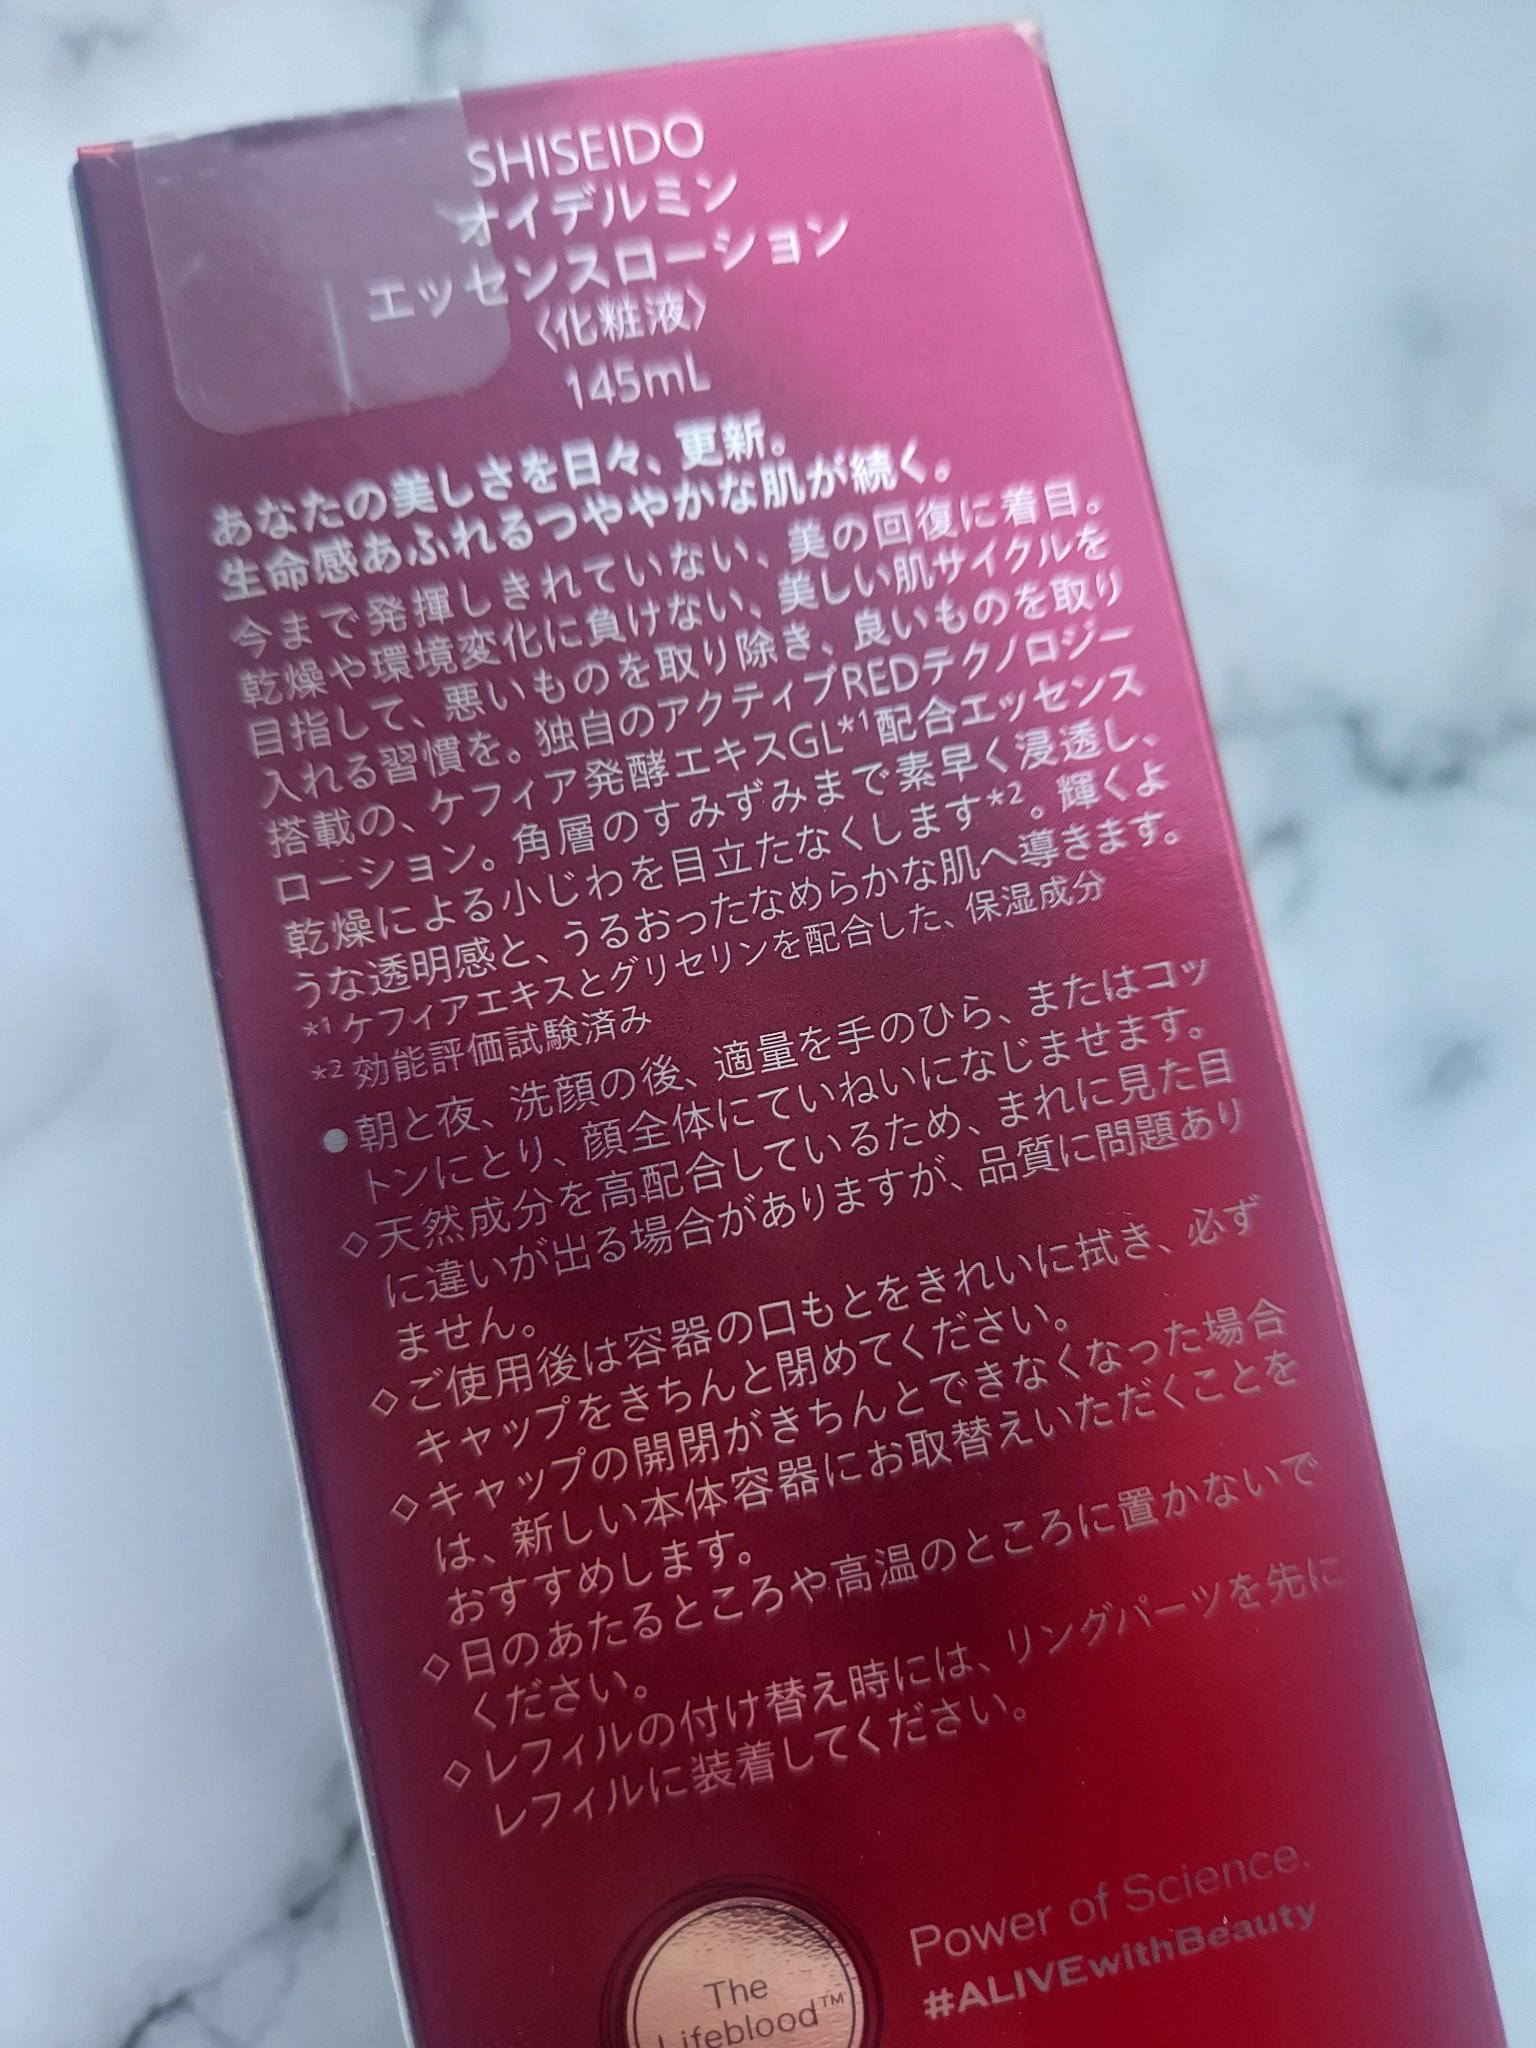 SHISEIDO
オイデルミン
エッセンスローション
〈化粧液〉
145mL
あなたの美しさを日々、更新。
生命感あふれるつややかな肌が続く。
今まで発揮しきれていない、美の回復に着目。
乾燥や環境変化に負けない、美しい肌サイクルを
目指して、悪いものを取り除き、良いものを取り
入れる習慣を。独自のアクティブREDテクノロジー
搭載の、ケフィア発酵エキスGL*1配合エッセンス
ローション。角層のすみずみまで素早く浸透し、
乾燥による小じわを目立たなくします*2。輝くよ
うな透明感と、うるおったなめらかな肌へ導きます。
*1 ケフィアエキスとグリセリンを配合した、保湿成分
*2 効能評価試験済み
●朝と夜、洗顔の後、適量を手のひら、またはコッ
トンにとり、顔全体にていねいになじませます。
◇天然成分を高配合しているため、まれに見た目
に違いが出る場合がありますが、品質に問題あり
ません。
◇ご使用後は容器の口もとをきれいに拭き、必ず
キャップをきちんと閉めてください。
◇キャップの開閉がきちんとできなくなった場合
は、新しい本体容器にお取替えいただくことを
おすすめします。
◇日のあたるところや高温のところに置かないで
ください。
◇レフィルの付け替え時には、リングパーツを先に
レフィルに装着してください。
Power of Science.
#ALIVEwithBeauty
The
Lifeblood™